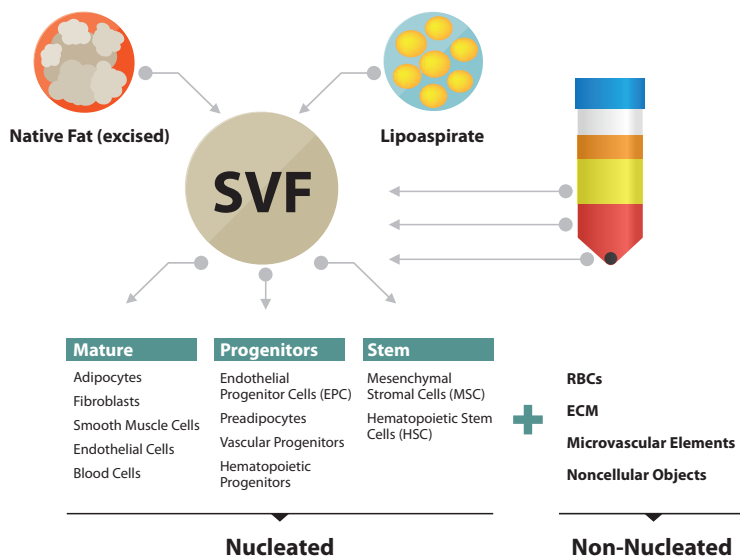 Native Fat (excised)
Lipoaspirate
SVF
Mature
Adipocytes
Fibroblasts
Smooth Muscle Cells
Endothelial Cells
Blood Cells
Progenitors
Endothelial
Progenitor Cells (EPC)
Preadipocytes
Vascular Progenitors
Hematopoietic
Progenitors
Stem
Mesenchymal
Stromal Cells (MSC)
Hematopoietic Stem
Cells (HSC)
+
RBCs
ECM
Microvascular Elements
Noncellular Objects
Nucleated
Non-Nucleated